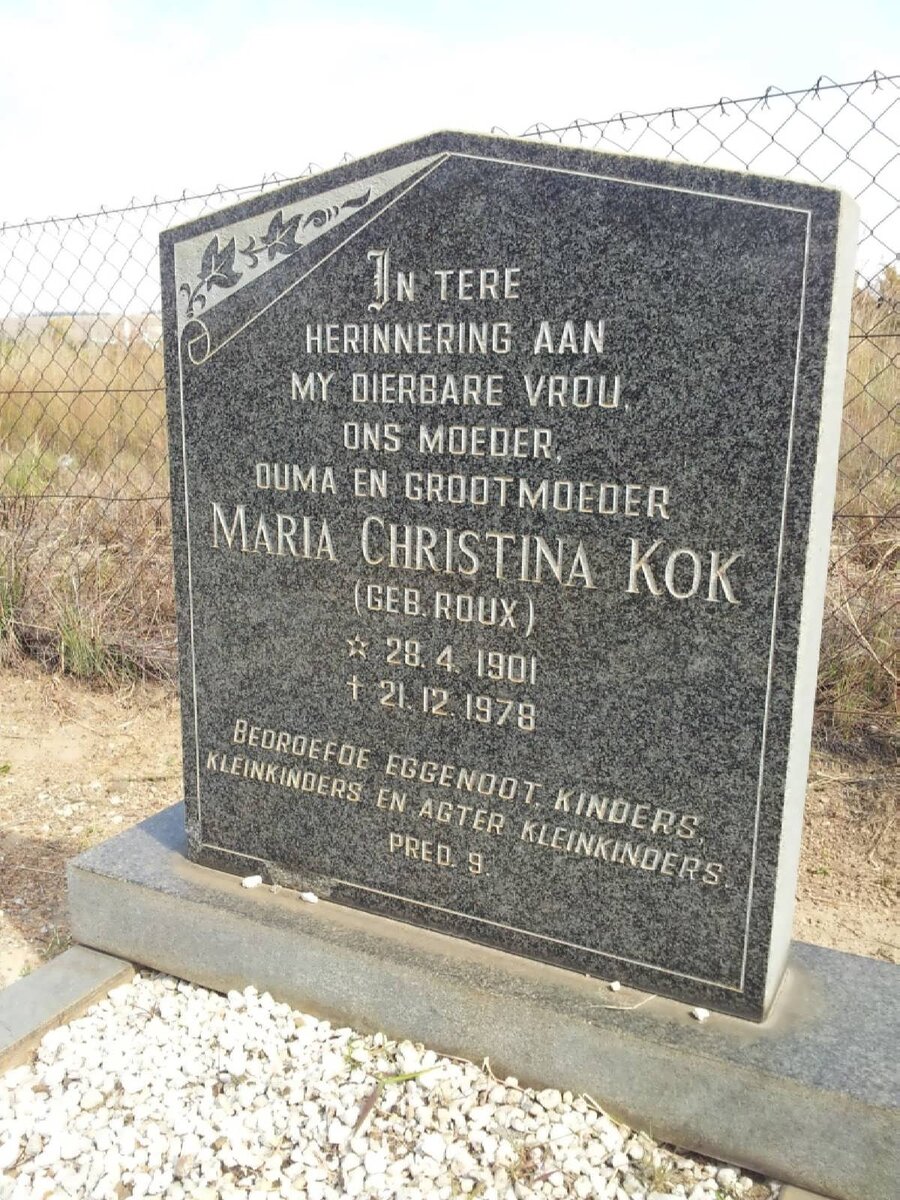 IN TERE
HERINNERING AAN
MY DIERBARE VROU,
ONS MOEDER,
OUMA EN GROOTMOEDER
MARIA CHRISTINA KOK
(GEB. ROUX)
☆ 28. 4. 1901
† 21. 12. 1978
BEDROEFDE EGGENOOT, KINDERS,
KLEINKINDERS EN AGTER KLEINKINDERS.
PRED. 9